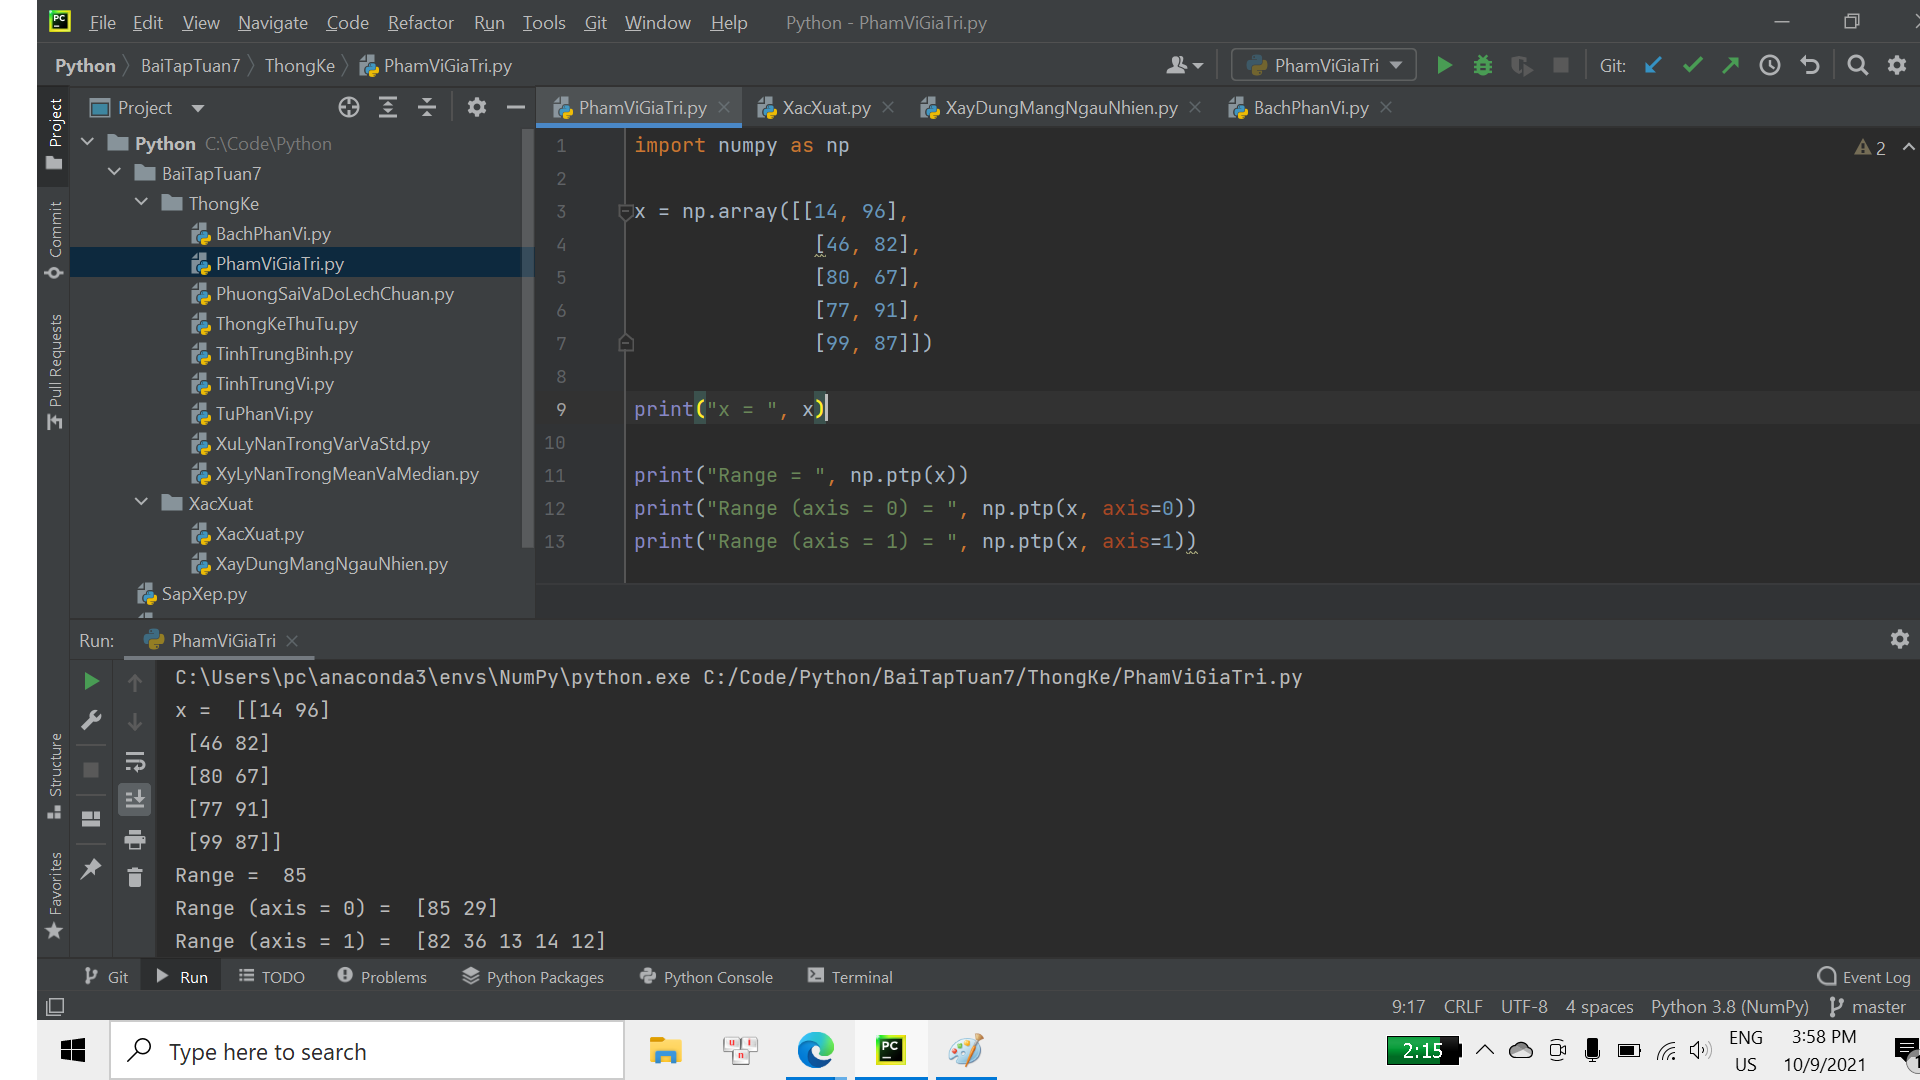 File Edit View Navigate Code Refactor Run Tools Git Window Help Python - PhamViGiaTri.py
Python BaiTapTuan7 ThongKe PhamViGiaTri.py PhamViGiaTri Git:
Project
Commit
Pull Requests
Structure
Favorites
Project
Python C:\Code\Python
BaiTapTuan7
ThongKe
BachPhanVi.py
PhamViGiaTri.py
PhuongSaiVaDoLechChuan.py
ThongKeThuTu.py
TinhTrungBinh.py
TinhTrungVi.py
TuPhanVi.py
XuLyNanTrongVarVaStd.py
XyLyNanTrongMeanVaMedian.py
XacXuat
XacXuat.py
XayDungMangNgauNhien.py
SapXep.py
PhamViGiaTri.py XacXuat.py XayDungMangNgauNhien.py BachPhanVi.py
2
1 import numpy as np
2
3 x = np.array([[14, 96],
4 [46, 82],
5 [80, 67],
6 [77, 91],
7 [99, 87]])
8
9 print("x = ", x)
10
11 print("Range = ", np.ptp(x))
12 print("Range (axis = 0) = ", np.ptp(x, axis=0))
13 print("Range (axis = 1) = ", np.ptp(x, axis=1))
Run: PhamViGiaTri
C:\Users\pc\anaconda3\envs\NumPy\python.exe C:/Code/Python/BaiTapTuan7/ThongKe/PhamViGiaTri.py
x =  [[14 96]
[46 82]
[80 67]
[77 91]
[99 87]]
Range =  85
Range (axis = 0) =  [85 29]
Range (axis = 1) =  [82 36 13 14 12]
Git Run TODO Problems Python Packages Python Console Terminal Event Log
9:17 CRLF UTF-8 4 spaces Python 3.8 (NumPy) master
Type here to search
PC
2:15
ENG
US
3:58 PM
10/9/2021